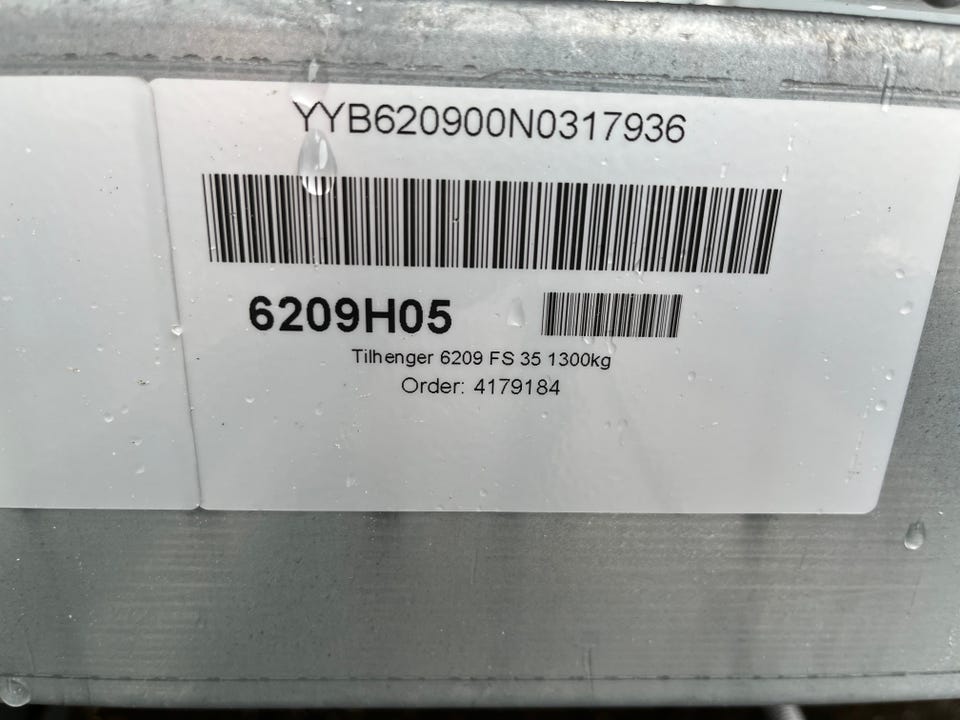 YYB620900N0317936
6209H05
Tilhenger 6209 FS 35 1300kg
Order: 4179184